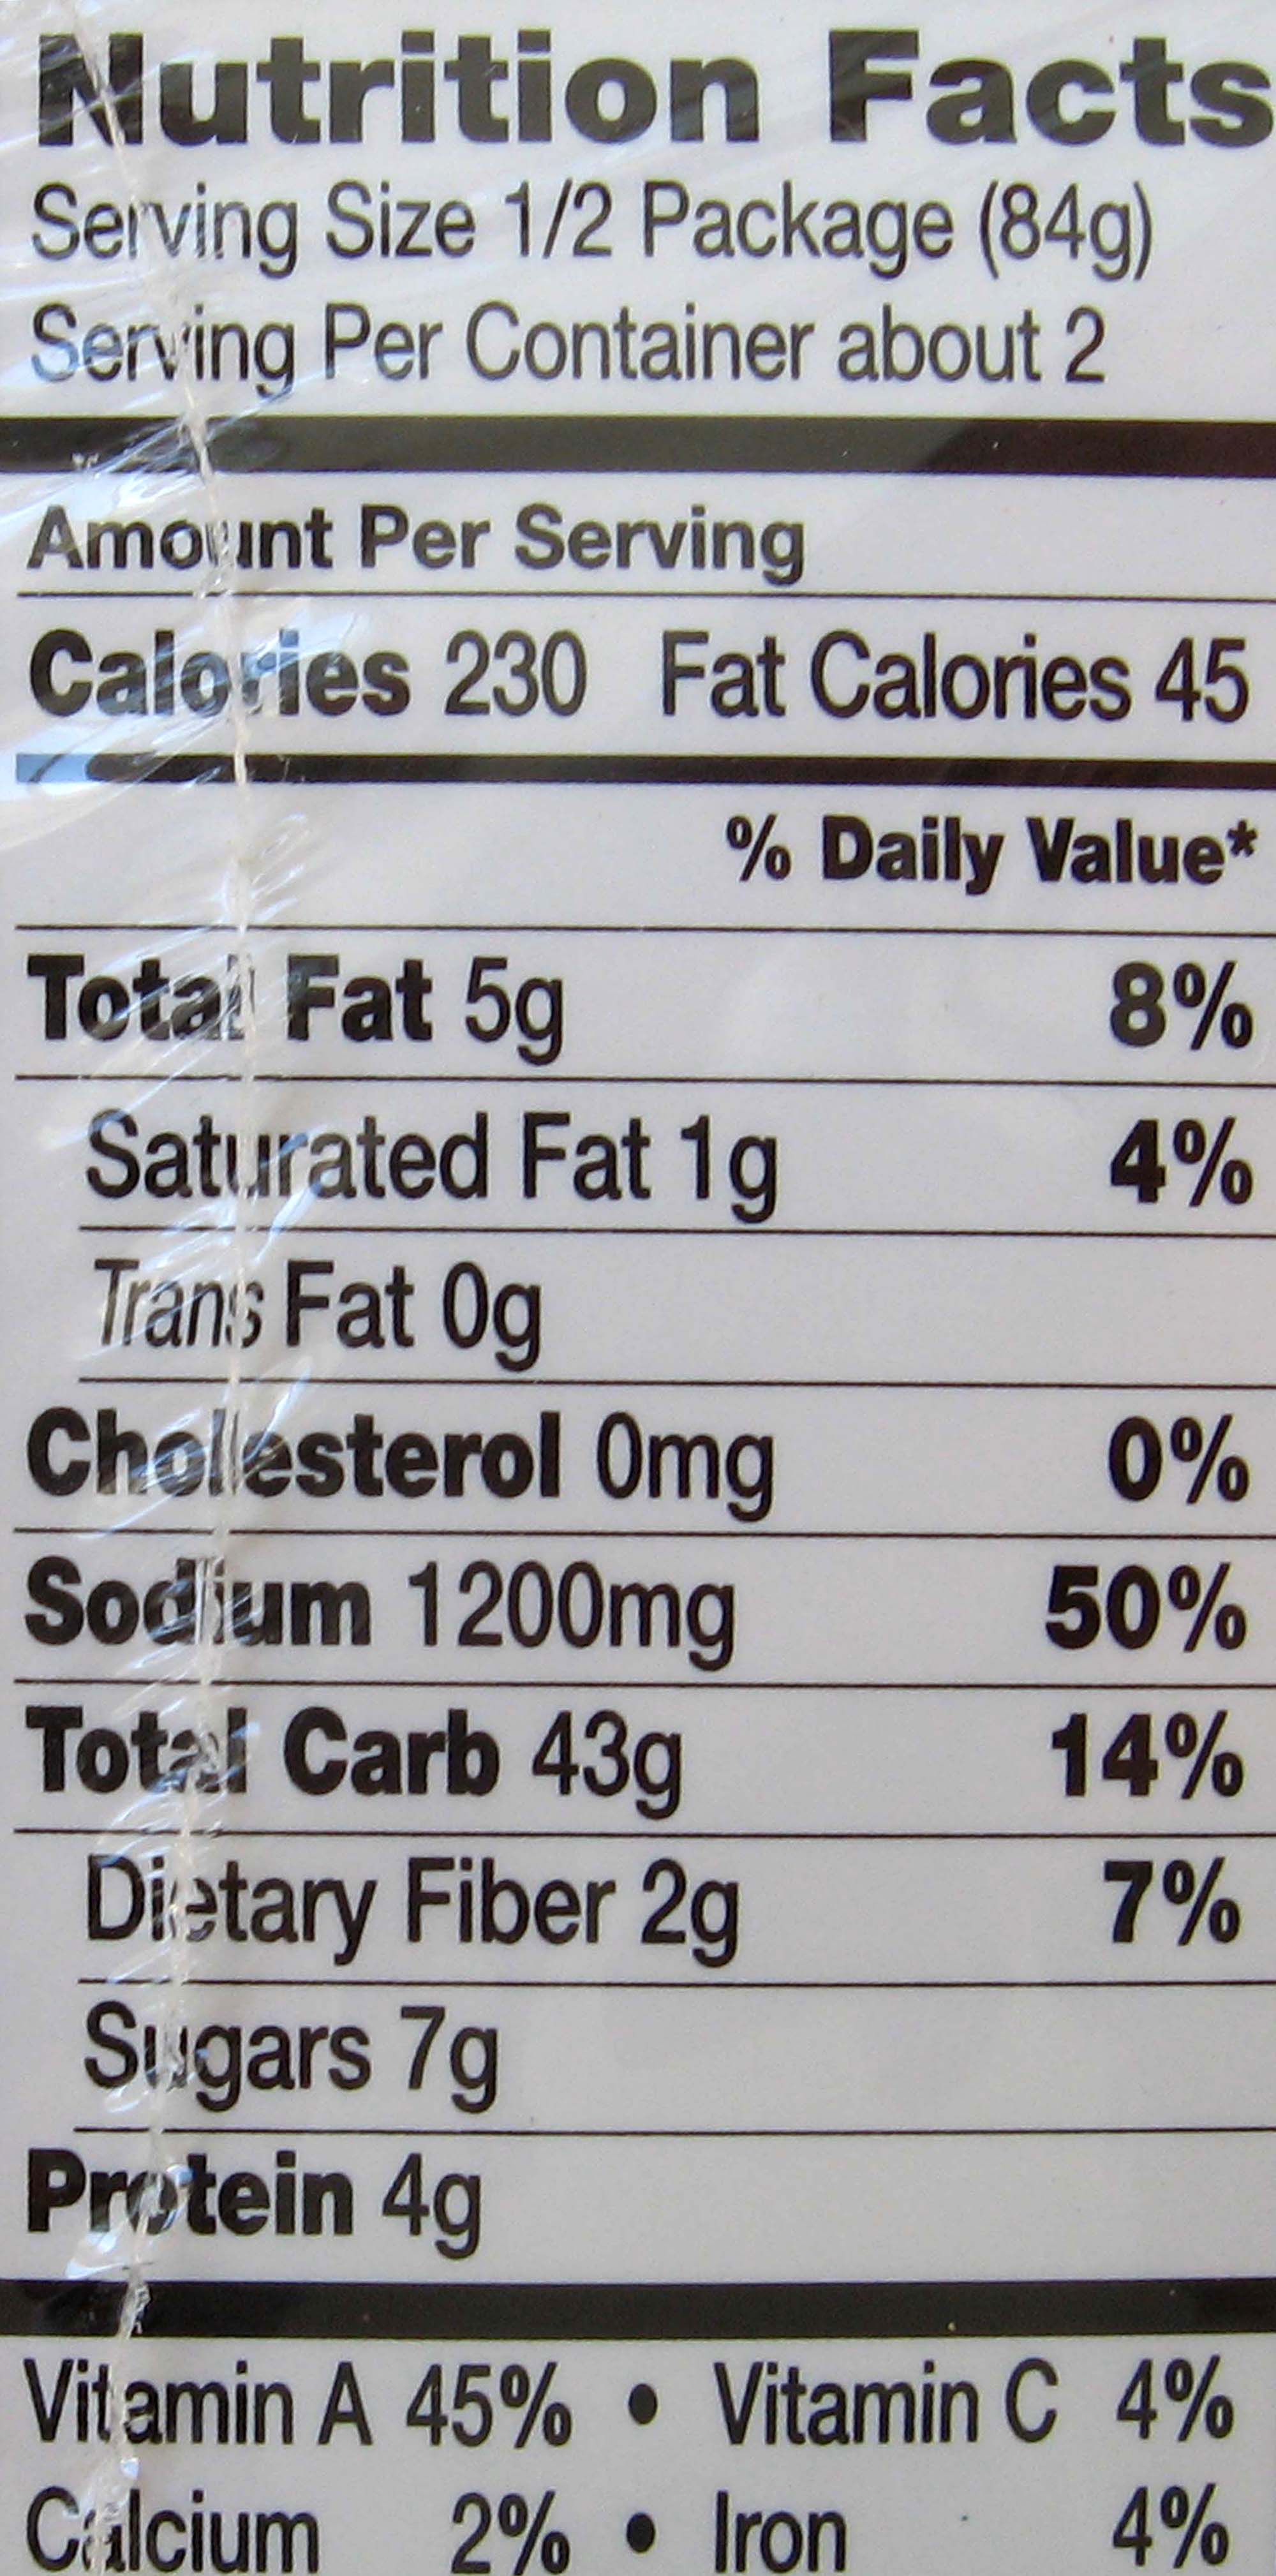 Nutrition Facts
Serving Size 1/2 Package (84g)
Serving Per Container about 2
Amount Per Serving
Calories 230 Fat Calories 45
% Daily Value*
Total Fat 5g 8%
Saturated Fat 1g 4%
Trans Fat 0g
Cholesterol 0mg 0%
Sodium 1200mg 50%
Total Carb 43g 14%
Dietary Fiber 2g 7%
Sugars 7g
Protein 4g
Vitamin A 45% • Vitamin C 4%
Calcium 2% • Iron 4%